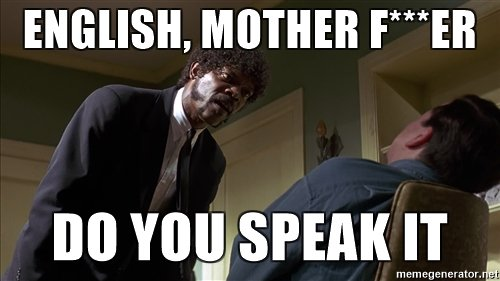 ENGLISH, MOTHER F***ER
DO YOU SPEAK IT
memegenerator.net